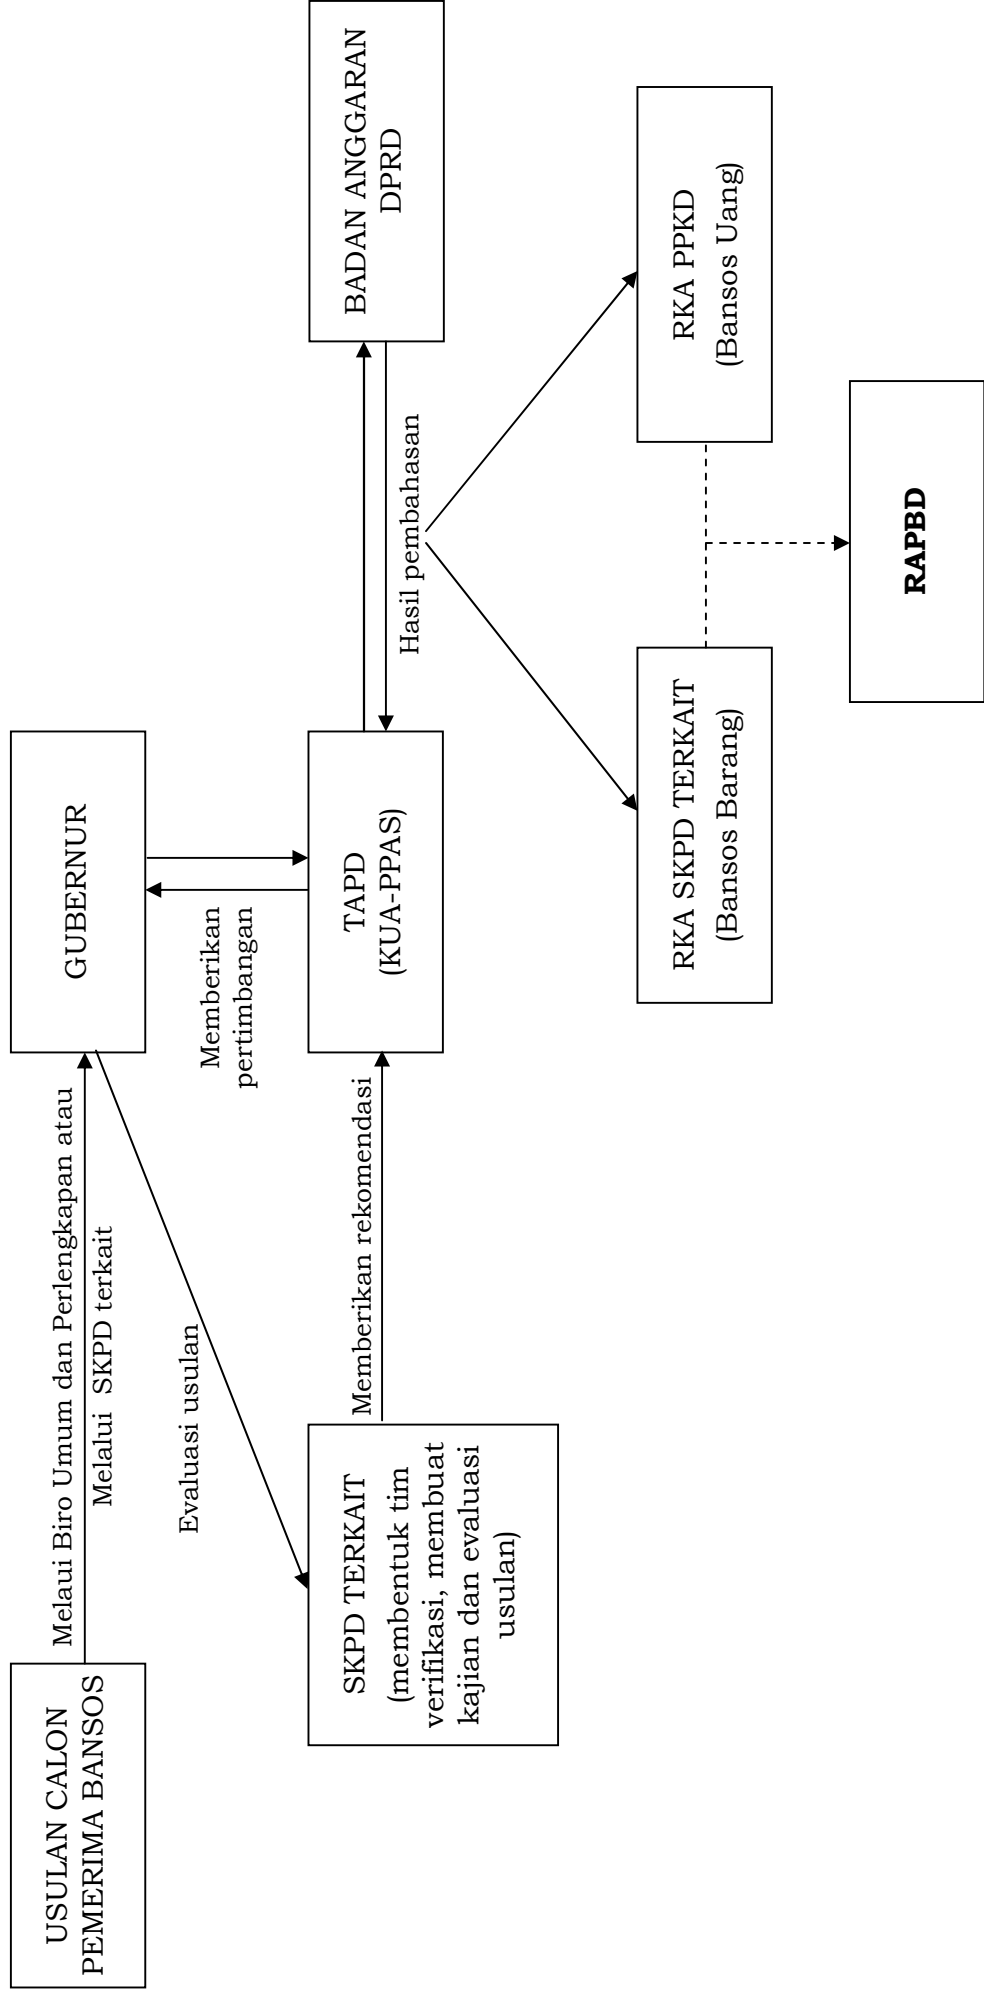 USULAN CALON
PEMERIMA BANSOS
Melaui Biro Umum dan Perlengkapan atau
Melalui SKPD terkait
GUBERNUR
Evaluasi usulan
Memberikan
pertimbangan
SKPD TERKAIT
(membentuk tim
verifikasi, membuat
kajian dan evaluasi
usulan)
Memberikan rekomendasi
TAPD
(KUA-PPAS)
Hasil pembahasan
BADAN ANGGARAN
DPRD
RKA SKPD TERKAIT
(Bansos Barang)
RKA PPKD
(Bansos Uang)
RAPBD